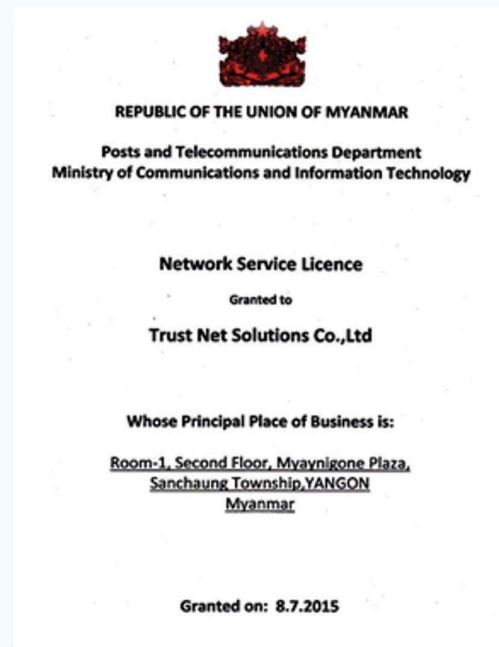 REPUBLIC OF THE UNION OF MYANMAR
Posts and Telecommunications Department
Ministry of Communications and Information Technology
Network Service Licence
Granted to
Trust Net Solutions Co.,Ltd
Whose Principal Place of Business is:
Room-1, Second Floor, Myaynigone Plaza,
Sanchaung Township,YANGON
Myanmar
Granted on: 8.7.2015